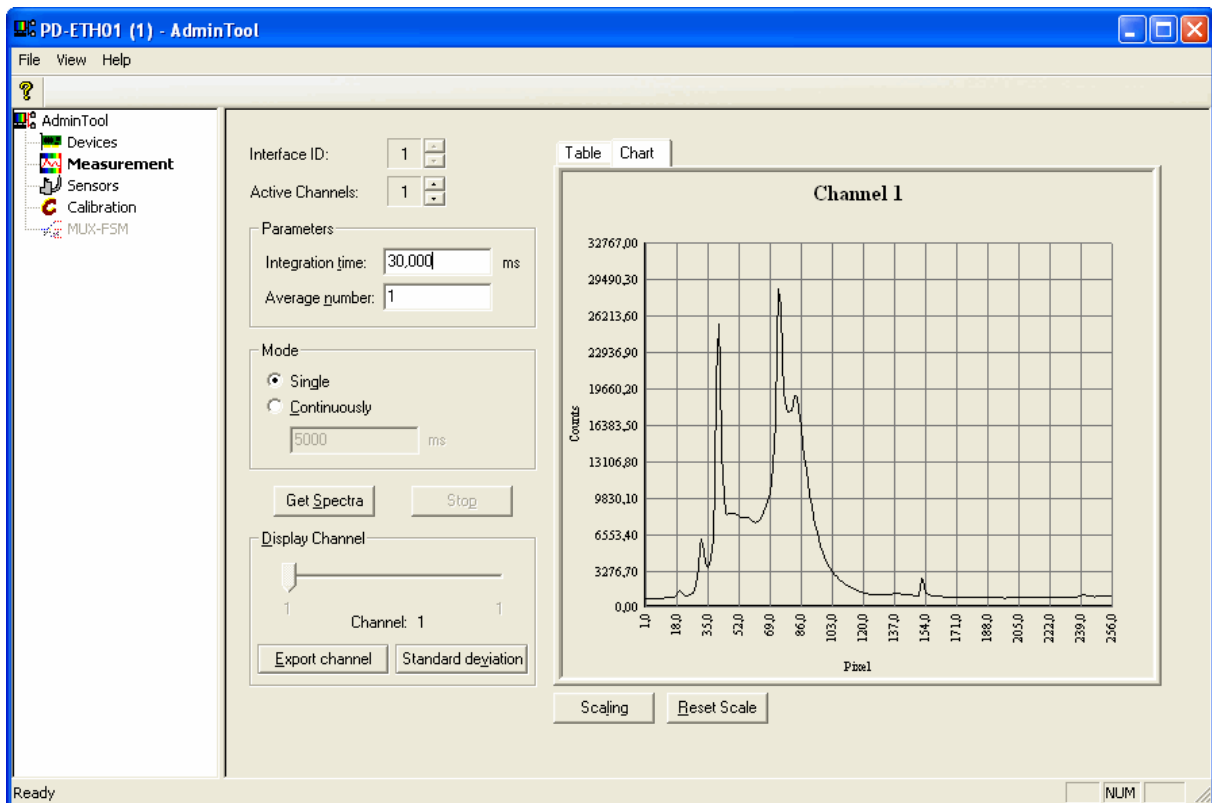 PD-ETH01 (1) - AdminTool
File View Help
AdminTool
Devices
Measurement
Sensors
Calibration
MUX-FSM
Interface ID: 1
Active Channels: 1
Parameters
Integration time: 30,000 ms
Average number: 1
Mode
Single
Continuously
5000 ms
Get Spectra Stop
Display Channel
1 1
Channel: 1
Export channel Standard deviation
Table Chart
Channel 1
32767,00
29490,30
26213,60
22936,90
19660,20
16383,50
13106,80
9830,10
6553,40
3276,70
0,00
Counts
1,0 18,0 35,0 52,0 69,0 86,0 103,0 120,0 137,0 154,0 171,0 188,0 205,0 222,0 239,0 256,0
Pixel
Scaling Reset Scale
Ready NUM